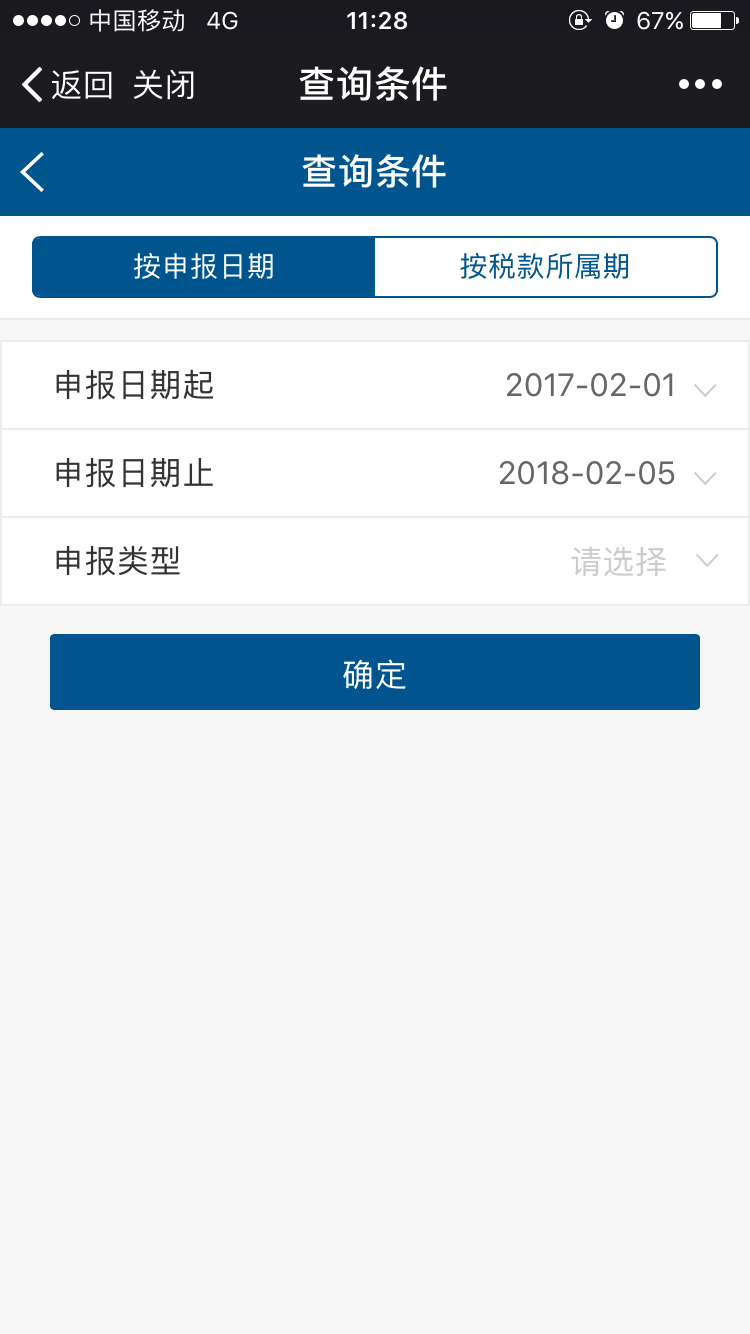 中国移动 4G 11:28 67%
返回 关闭 查询条件
查询条件
按申报日期 按税款所属期
申报日期起 2017-02-01
申报日期止 2018-02-05
申报类型 请选择
确定